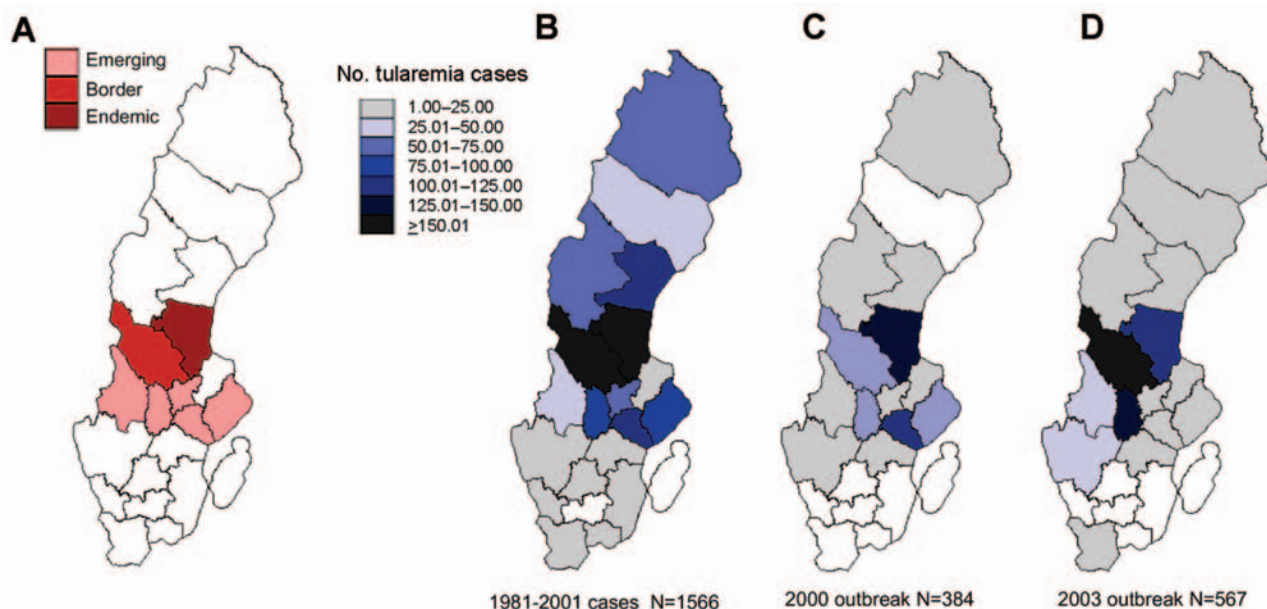 A
Emerging
Border
Endemic
No. tularemia cases
1.00–25.00
25.01–50.00
50.01–75.00
75.01–100.00
100.01–125.00
125.01–150.00
≥150.01
B
1981-2001 cases N=1566
C
2000 outbreak N=384
D
2003 outbreak N=567